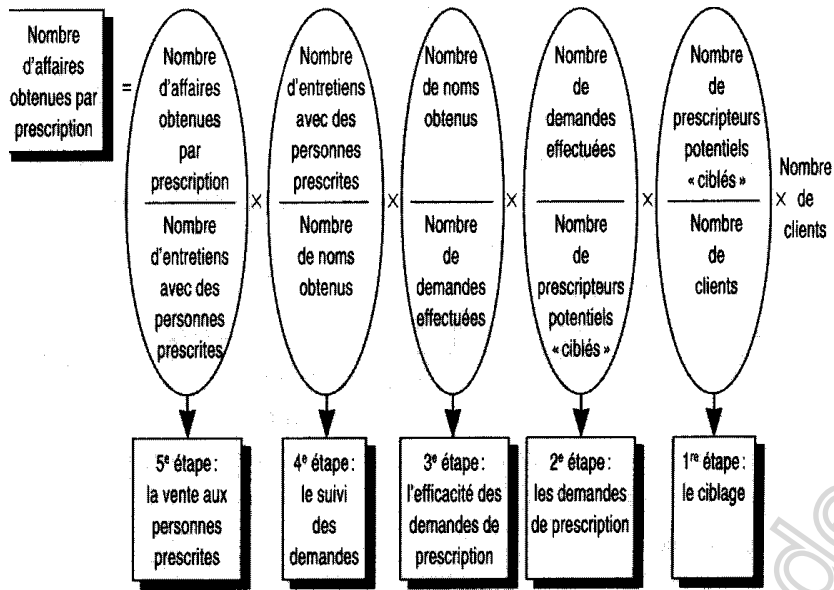 Nombre
d'affaires
obtenues par
prescription
=
Nombre
d'affaires
obtenues
par
prescription
Nombre
d'entretiens
avec des
personnes
prescrites
×
Nombre
d'entretiens
avec des
personnes
prescrites
Nombre
de noms
obtenus
×
Nombre
de noms
obtenus
Nombre
de
demandes
effectuées
×
Nombre
de
demandes
effectuées
Nombre
de
prescripteurs
potentiels
« ciblés »
×
Nombre
de
prescripteurs
potentiels
« ciblés »
Nombre
de
clients
×
Nombre
de
clients
5e étape :
la vente aux
personnes
prescrites
4e étape :
le suivi
des
demandes
3e étape :
l'efficacité des
demandes de
prescription
2e étape :
les demandes
de prescription
1re étape :
le ciblage